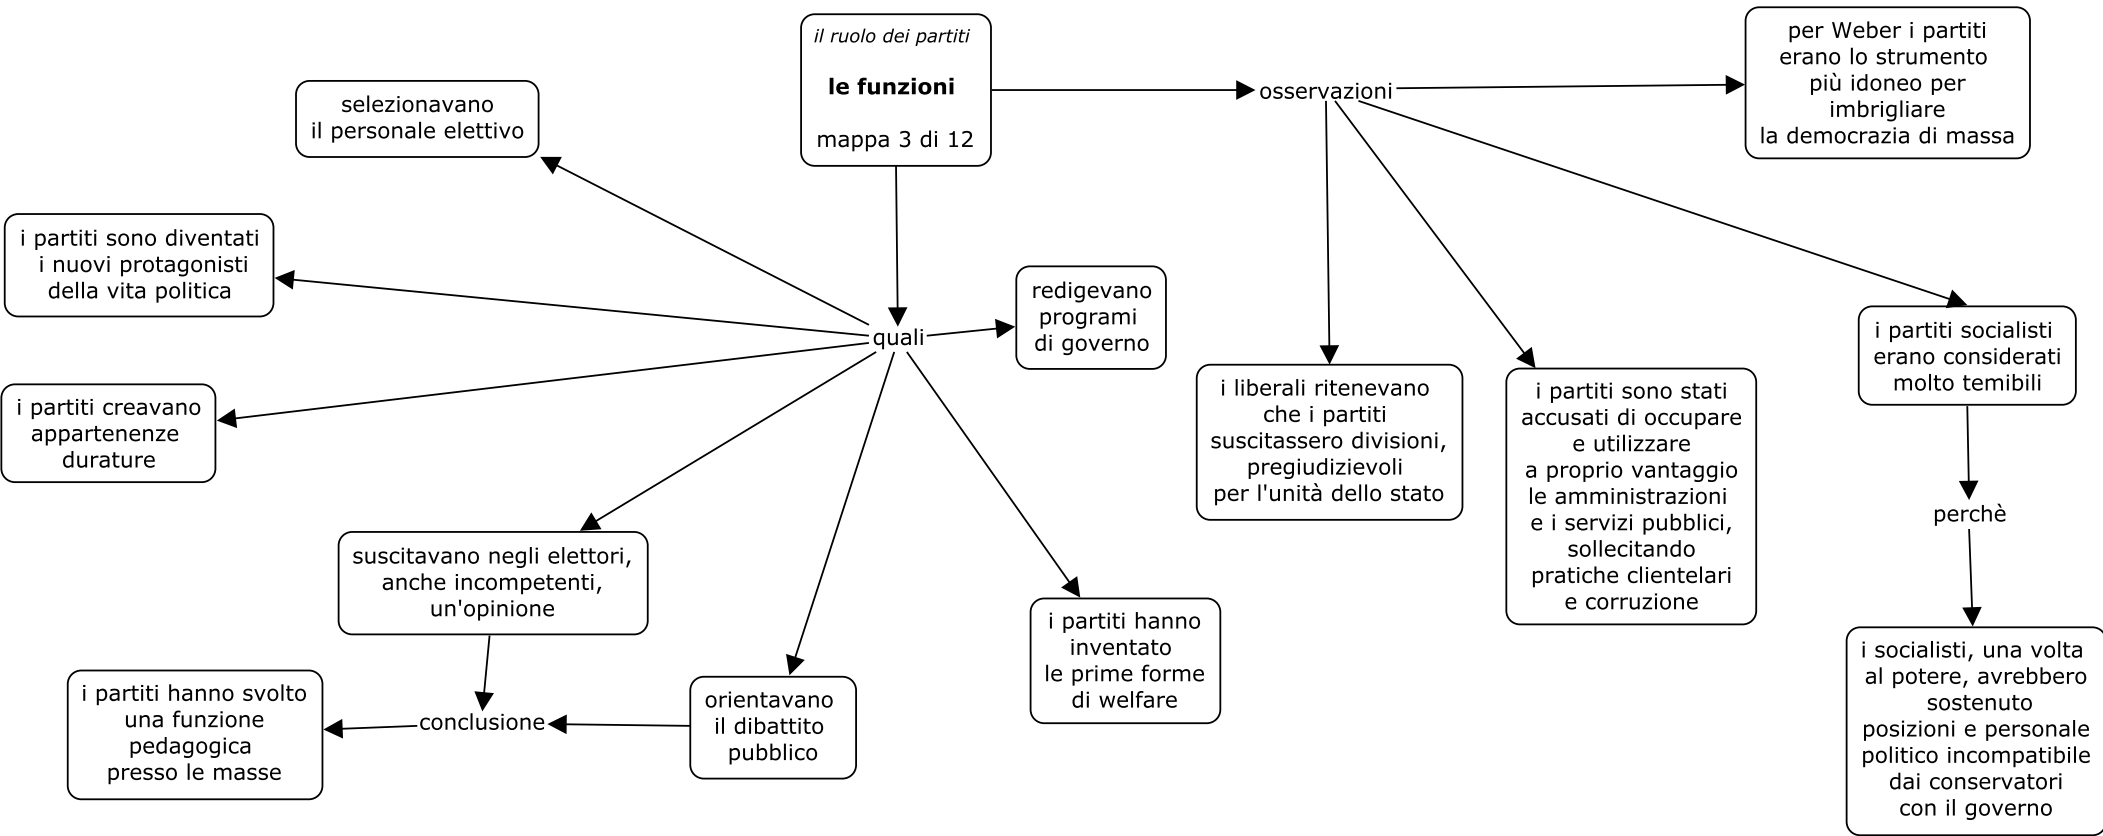 il ruolo dei partiti
le funzioni
mappa 3 di 12
osservazioni
per Weber i partiti
erano lo strumento
più idoneo per
imbrigliare
la democrazia di massa
selezionavano
il personale elettivo
i partiti sono diventati
i nuovi protagonisti
della vita politica
quali
redigevano
programi
di governo
i partiti creavano
appartenenze
durature
i liberali ritenevano
che i partiti
suscitassero divisioni,
pregiudizievoli
per l'unità dello stato
i partiti sono stati
accusati di occupare
e utilizzare
a proprio vantaggio
le amministrazioni
e i servizi pubblici,
sollecitando
pratiche clientelari
e corruzione
i partiti socialisti
erano considerati
molto temibili
perchè
i socialisti, una volta
al potere, avrebbero
sostenuto
posizioni e personale
politico incompatibile
dai conservatori
con il governo
suscitavano negli elettori,
anche incompetenti,
un'opinione
i partiti hanno svolto
una funzione
pedagogica
presso le masse
conclusione
orientavano
il dibattito
pubblico
i partiti hanno
inventato
le prime forme
di welfare